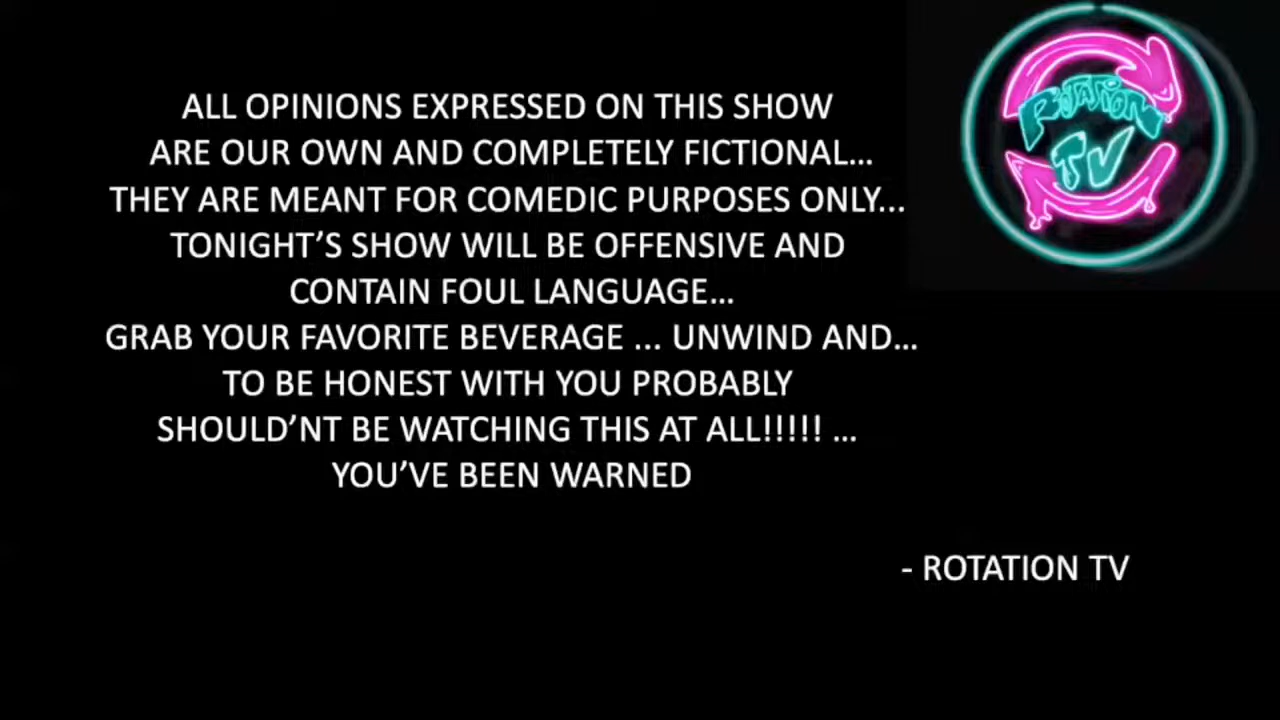 ALL OPINIONS EXPRESSED ON THIS SHOW
ARE OUR OWN AND COMPLETELY FICTIONAL...
THEY ARE MEANT FOR COMEDIC PURPOSES ONLY...
TONIGHT’S SHOW WILL BE OFFENSIVE AND
CONTAIN FOUL LANGUAGE...
GRAB YOUR FAVORITE BEVERAGE ... UNWIND AND...
TO BE HONEST WITH YOU PROBABLY
SHOULD’NT BE WATCHING THIS AT ALL!!!!! ...
YOU’VE BEEN WARNED
- ROTATION TV
ROTATION
TV